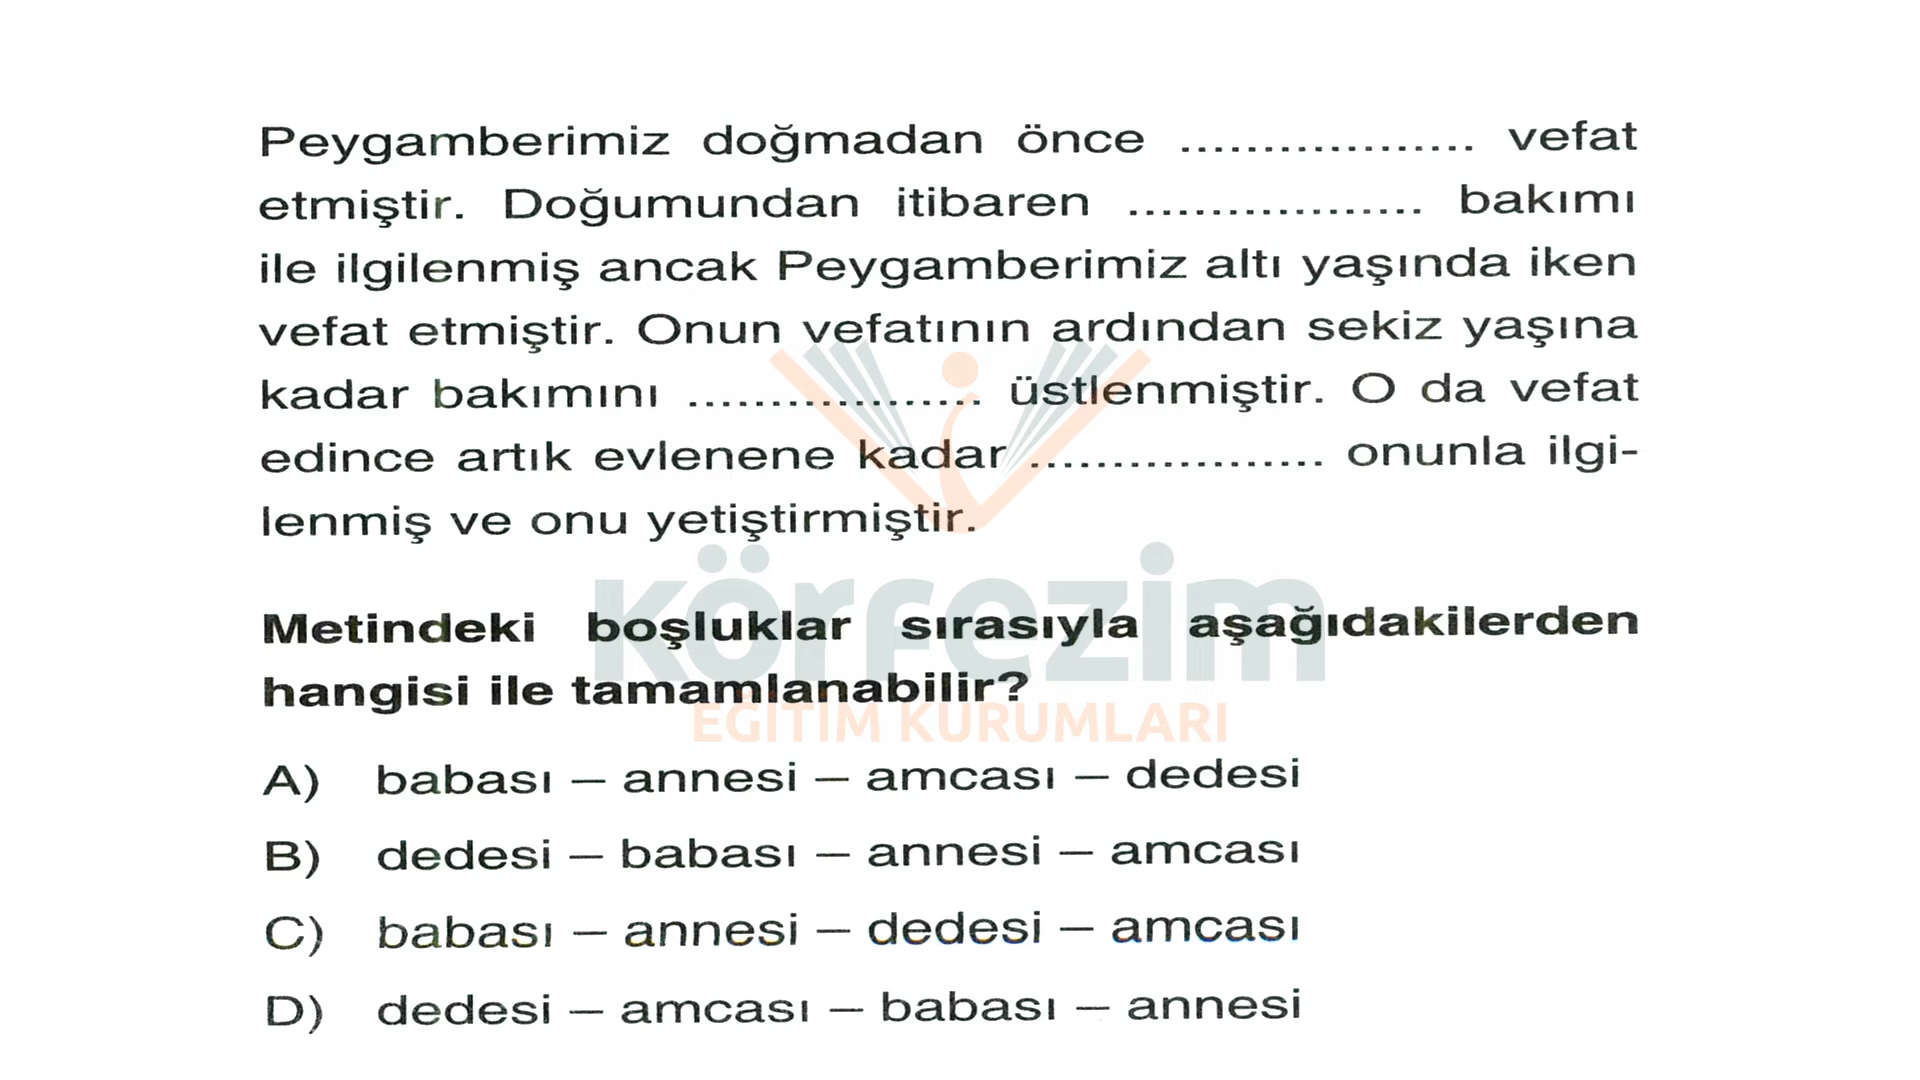 Peygamberimiz doğmadan önce .................. vefat
etmiştir. Doğumundan itibaren .................. bakımı
ile ilgilenmiş ancak Peygamberimiz altı yaşında iken
vefat etmiştir. Onun vefatının ardından sekiz yaşına
kadar bakımını .................. üstlenmiştir. O da vefat
edince artık evlenene kadar .................. onunla ilgi-
lenmiş ve onu yetiştirmiştir.
Metindeki boşluklar sırasıyla aşağıdakilerden
hangisi ile tamamlanabilir?
A) babası – annesi – amcası – dedesi
B) dedesi – babası – annesi – amcası
C) babası – annesi – dedesi – amcası
D) dedesi – amcası – babası – annesi
körfezim
EĞİTİM KURUMLARI